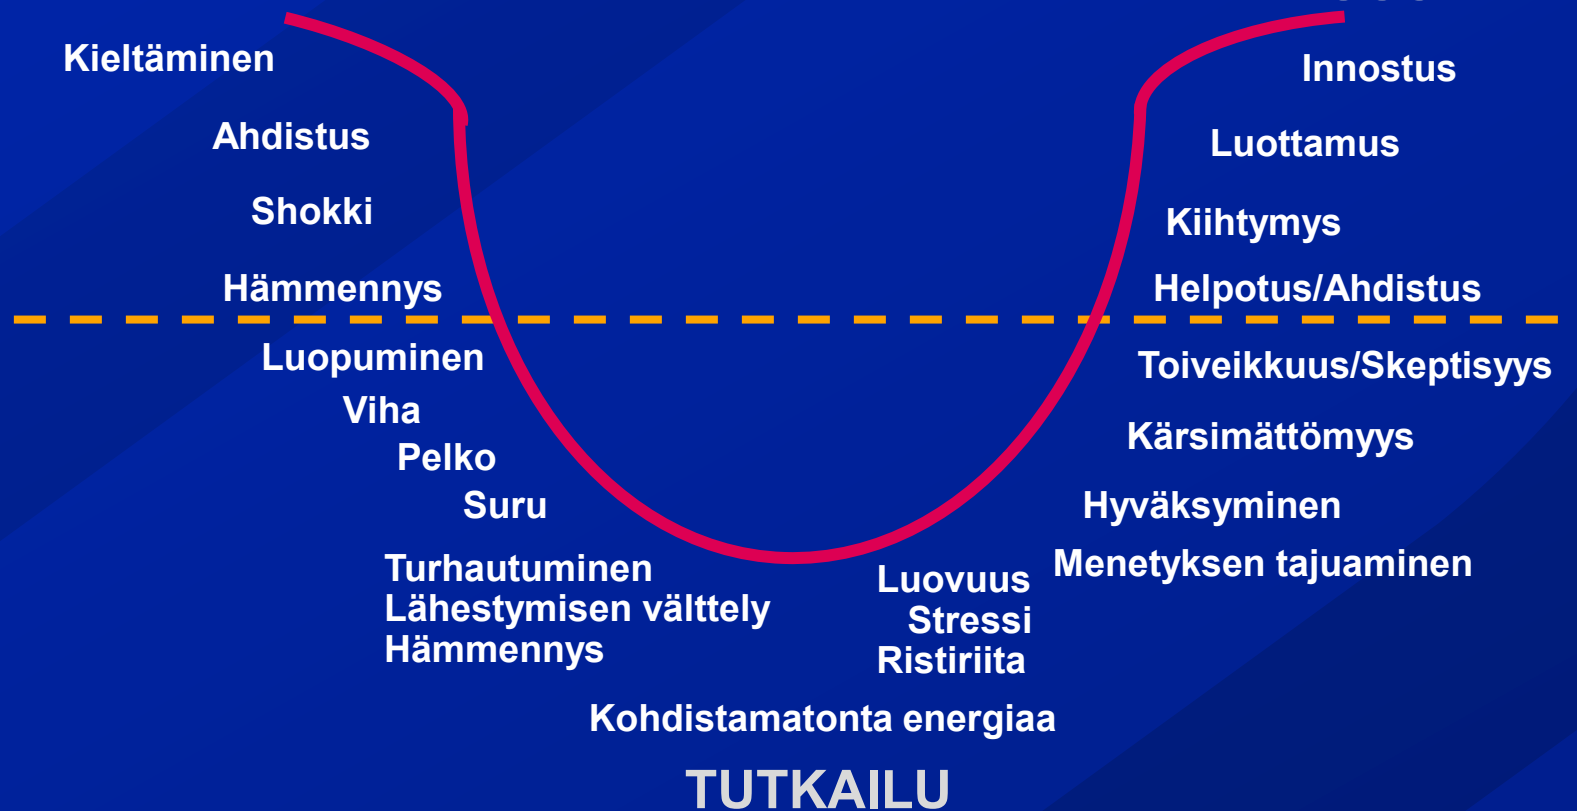 Kieltäminen
Ahdistus
Shokki
Hämmennys
Luopuminen
Viha
Pelko
Suru
Turhautuminen
Lähestymisen välttely
Hämmennys
Kohdistamatonta energiaa
TUTKAILU
Luovuus
Stressi
Ristiriita
Innostus
Luottamus
Kiihtymys
Helpotus/Ahdistus
Toiveikkuus/Skeptisyys
Kärsimättömyys
Hyväksyminen
Menetyksen tajuaminen